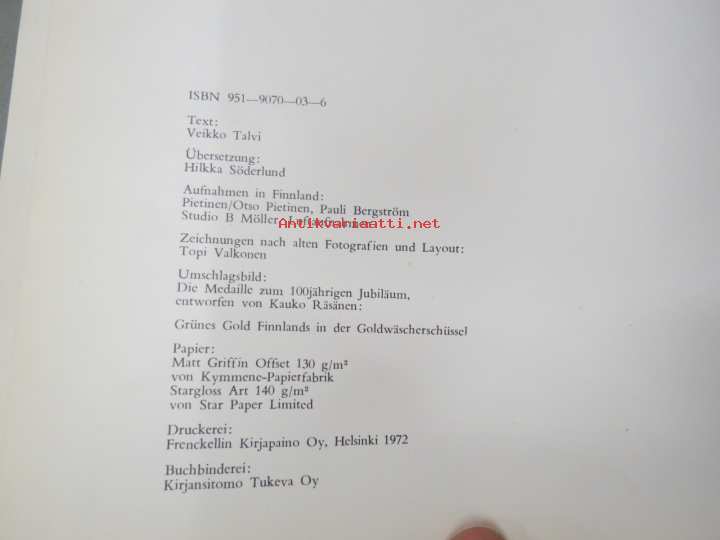 ISBN 951—9070—03—6
Text:
Veikko Talvi
Übersetzung:
Hilkka Söderlund
Aufnahmen in Finnland:
Pietinen/Otso Pietinen, Pauli Bergström
Studio B Möller,
Antikvariaatti.net
Zeichnungen nach alten Fotografien und Layout:
Topi Valkonen
Umschlagsbild:
Die Medaille zum 100jährigen Jubiläum,
entworfen von Kauko Räsänen:
Grünes Gold Finnlands in der Goldwäscherschüssel
Papier:
Matt Griffin Offset 130 g/m²
von Kymmene-Papierfabrik
Stargloss Art 140 g/m²
von Star Paper Limited
Druckerei:
Frenckellin Kirjapaino Oy, Helsinki 1972
Buchbinderei:
Kirjansitomo Tukeva Oy